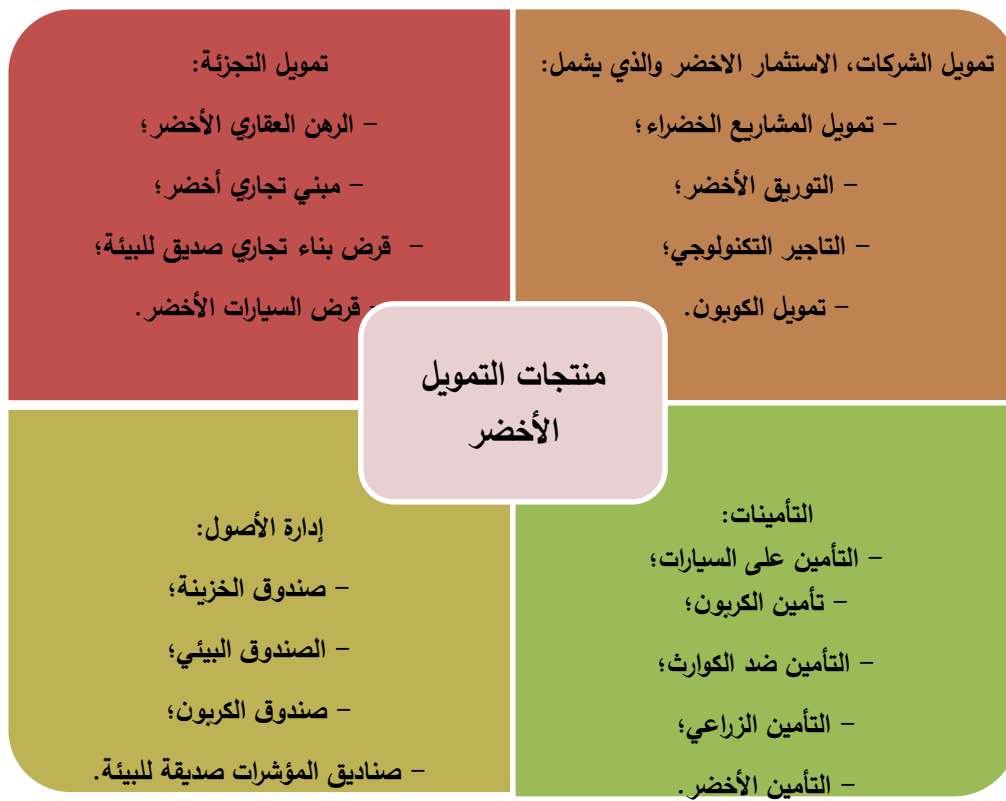 تمويل الشركات، الاستثمار الاخضر والذي يشمل:
– تمويل المشاريع الخضراء؛
– التوريق الأخضر؛
– التاجير التكنولوجي؛
– تمويل الكوبون.
تمويل التجزئة:
– الرهن العقاري الأخضر؛
– مبني تجاري أخضر؛
– قرض بناء تجاري صديق للبيئة؛
– قرض السيارات الأخضر.
منتجات التمويل
الأخضر
التأمينات:
– التأمين على السيارات؛
– تأمين الكربون؛
– التأمين ضد الكوارث؛
– التأمين الزراعي؛
– التأمين الأخضر.
إدارة الأصول:
– صندوق الخزينة؛
– الصندوق البيئي؛
– صندوق الكربون؛
– صناديق المؤشرات صديقة للبيئة.